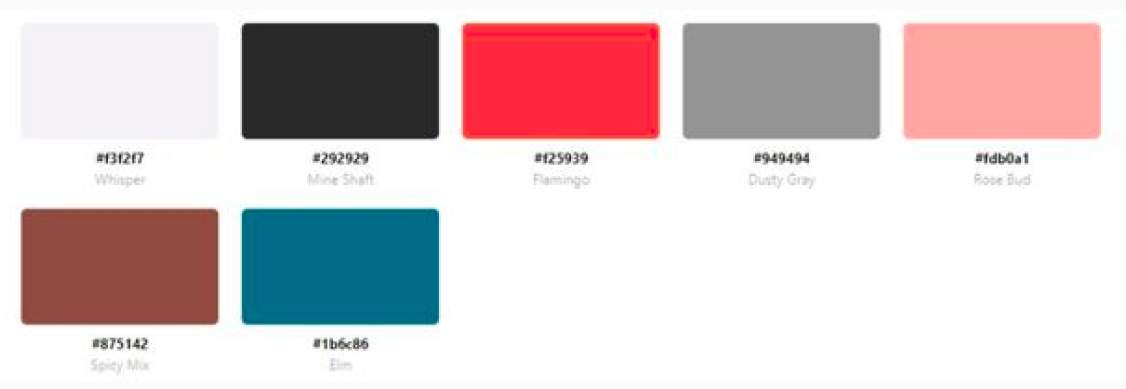 #f3f2f7
Whisper
#292929
Mine Shaft
#f25939
Flamingo
#949494
Dusty Gray
#fdb0a1
Rose Bud
#875142
Spicy Mix
#1b6c86
Elm